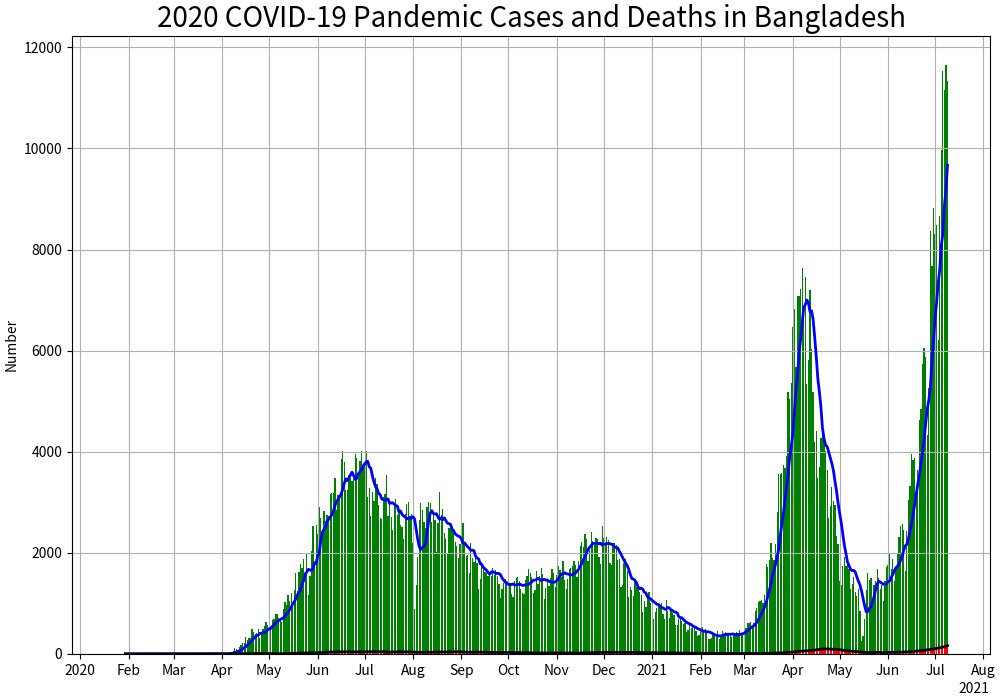 2020 COVID-19 Pandemic Cases and Deaths in Bangladesh
Number
12000
10000
8000
6000
4000
2000
0
2020 Feb Mar Apr May Jun Jul Aug Sep Oct Nov Dec 2021 Feb Mar Apr May Jun Jul Aug
2021